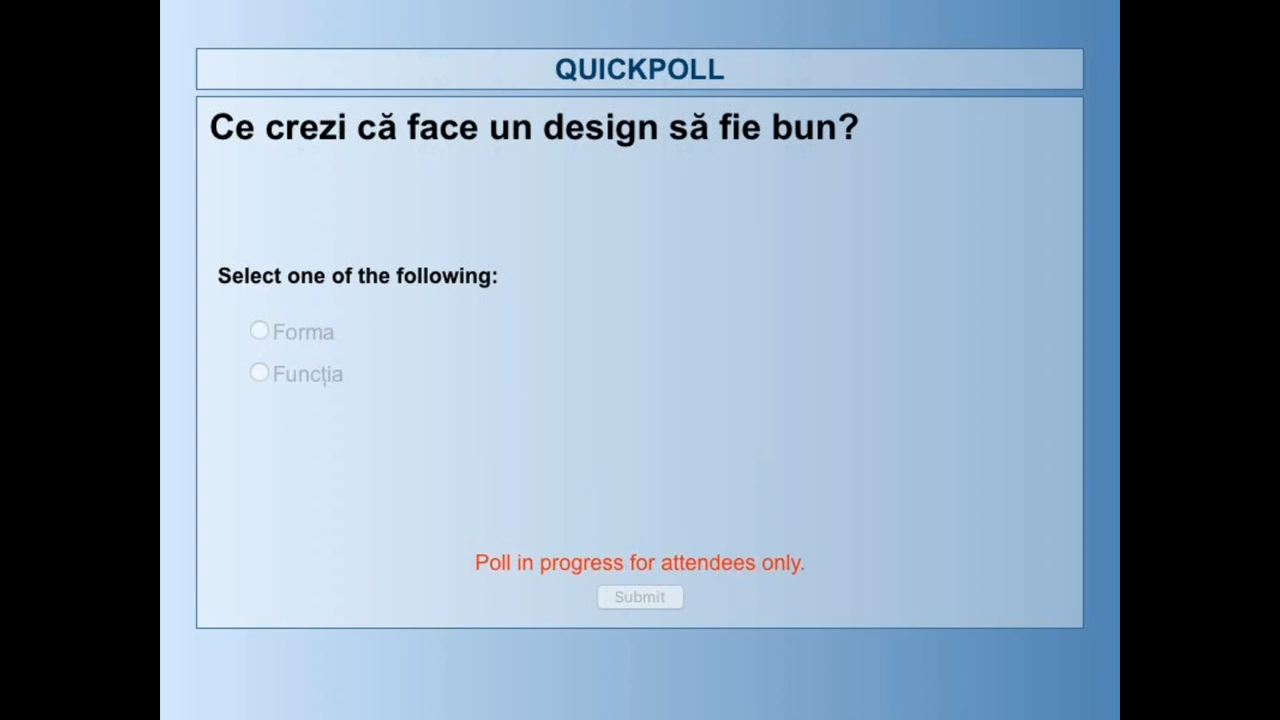 QUICKPOLL
Ce crezi că face un design să fie bun?
Select one of the following:
Forma
Funcția
Poll in progress for attendees only.
Submit